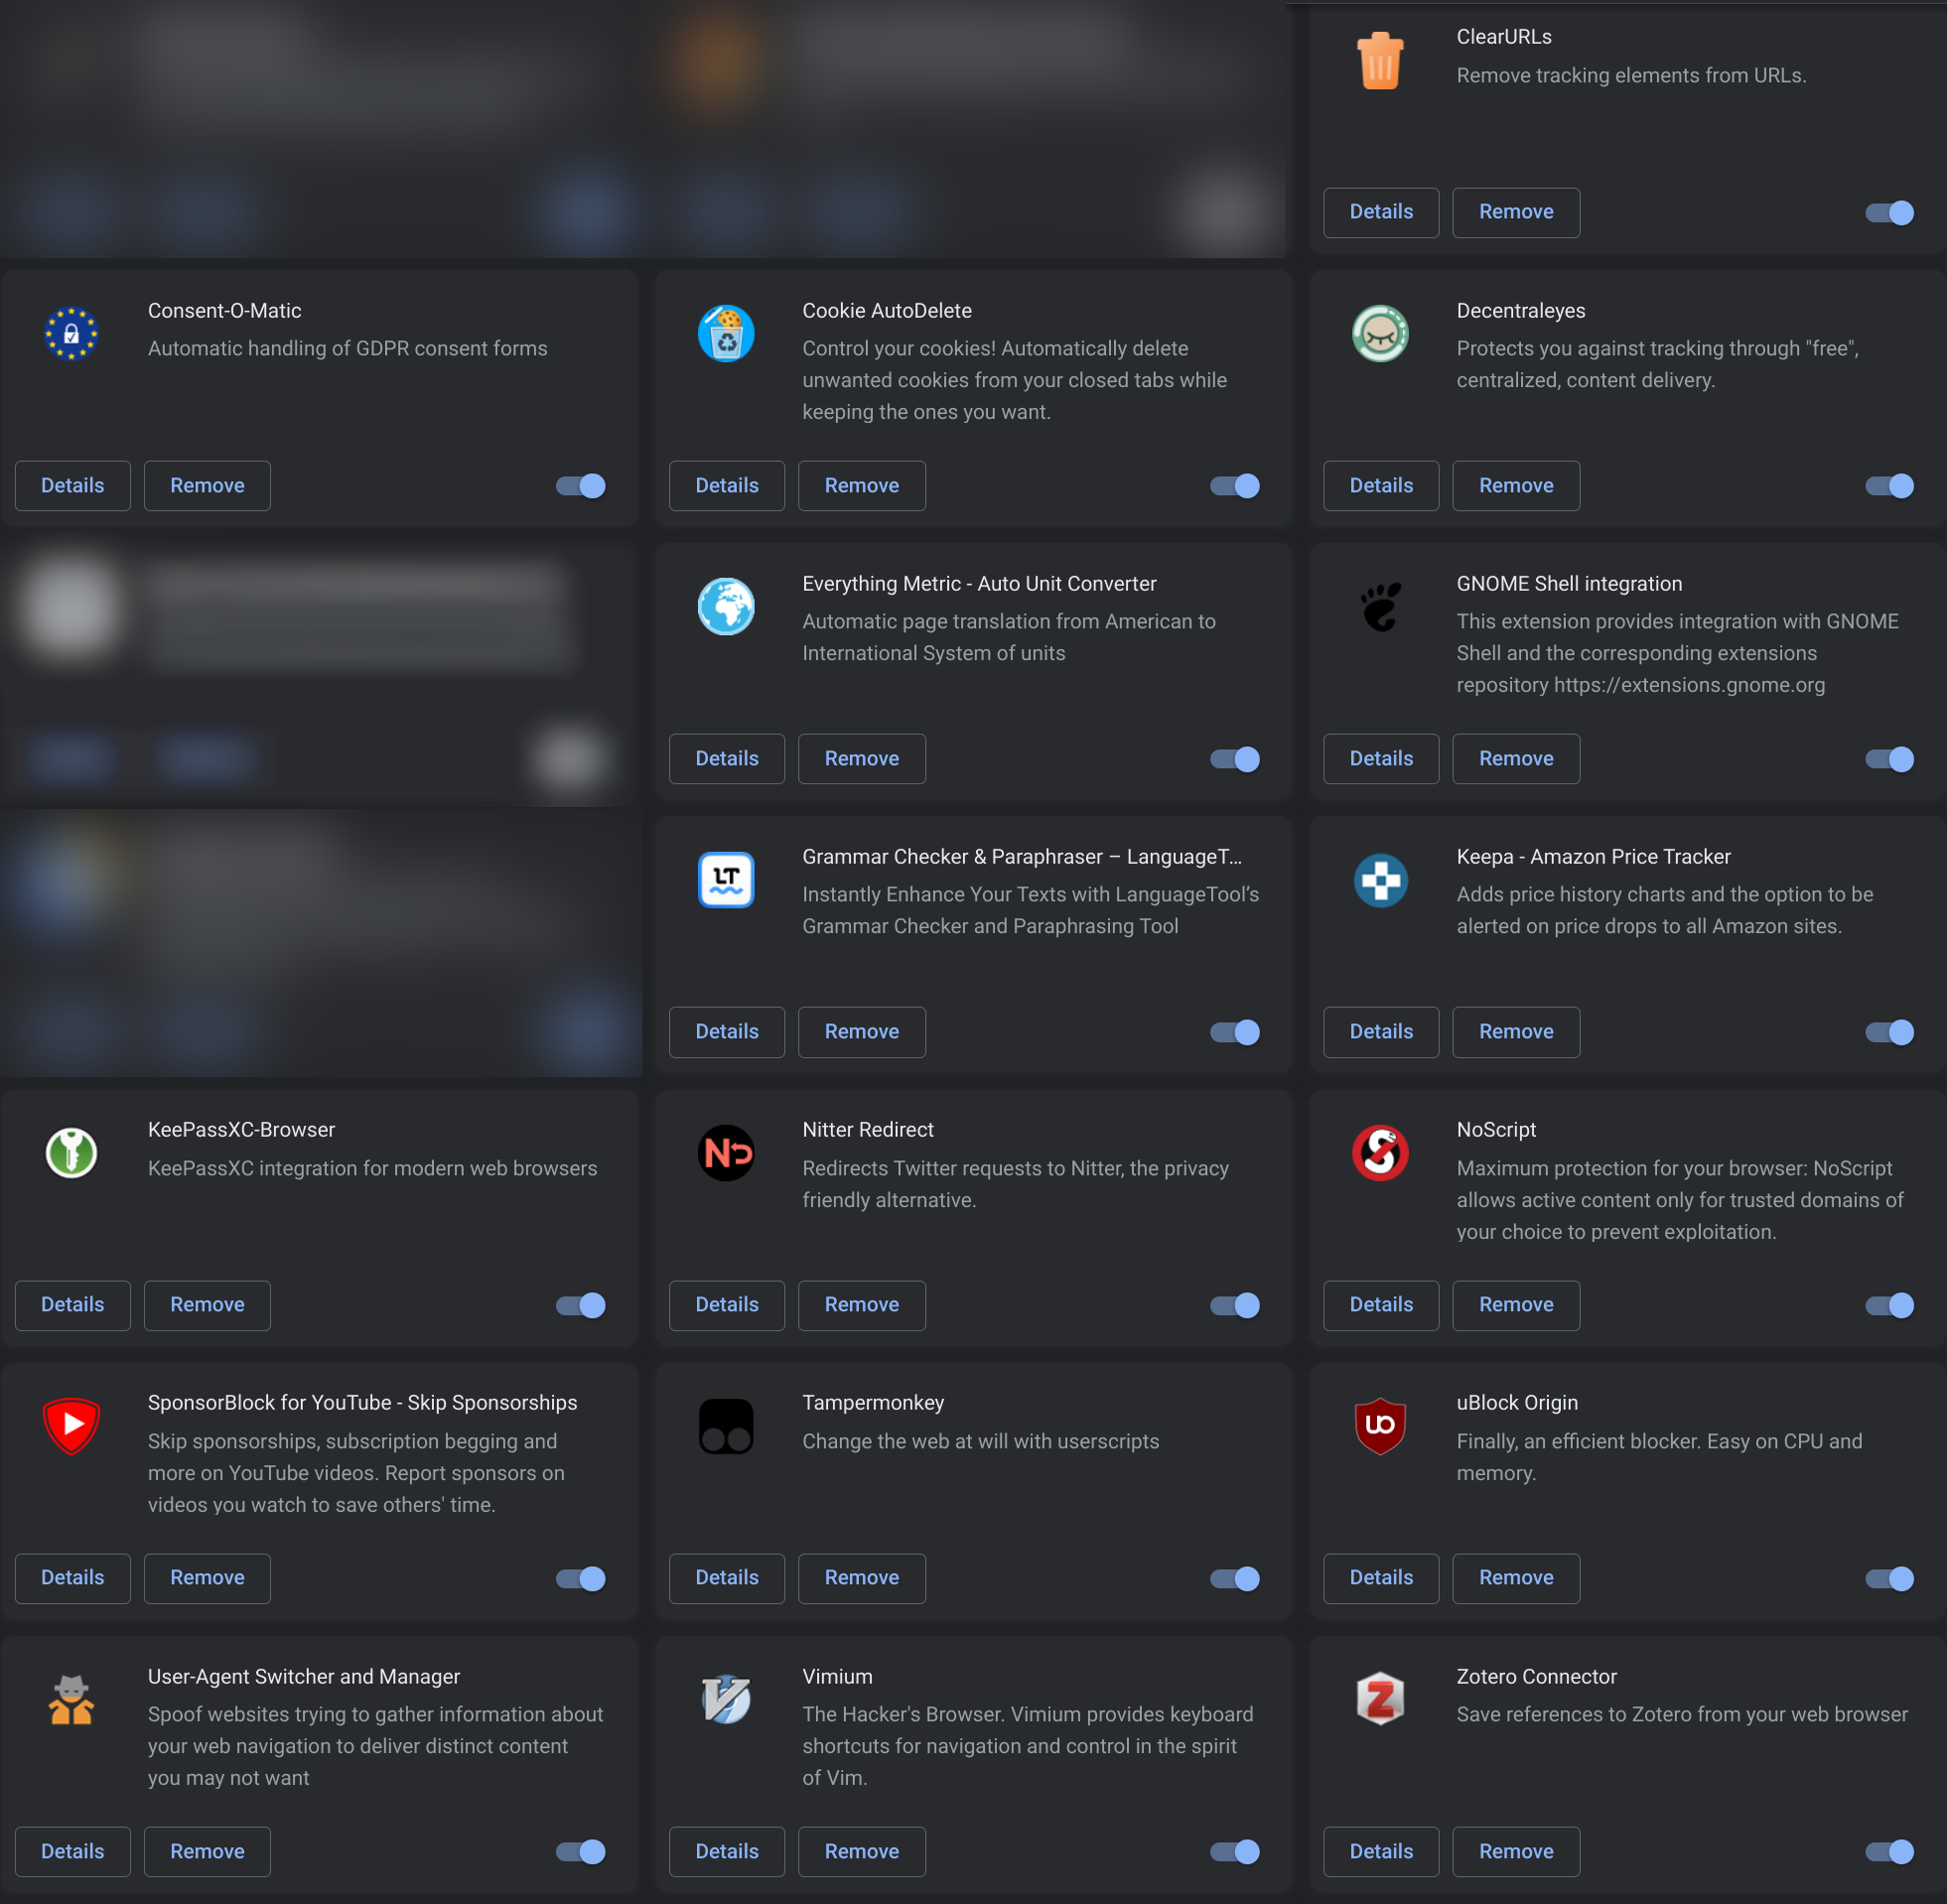 ClearURLs
Remove tracking elements from URLs.
Details
Remove
Consent-O-Matic
Automatic handling of GDPR consent forms
Details
Remove
Cookie AutoDelete
Control your cookies! Automatically delete
unwanted cookies from your closed tabs while
keeping the ones you want.
Details
Remove
Decentraleyes
Protects you against tracking through "free",
centralized, content delivery.
Details
Remove
Everything Metric - Auto Unit Converter
Automatic page translation from American to
International System of units
Details
Remove
GNOME Shell integration
This extension provides integration with GNOME
Shell and the corresponding extensions
repository https://extensions.gnome.org
Details
Remove
LT
Grammar Checker & Paraphraser – LanguageT...
Instantly Enhance Your Texts with LanguageTool’s
Grammar Checker and Paraphrasing Tool
Details
Remove
Keepa - Amazon Price Tracker
Adds price history charts and the option to be
alerted on price drops to all Amazon sites.
Details
Remove
KeePassXC-Browser
KeePassXC integration for modern web browsers
Details
Remove
Nitter Redirect
Redirects Twitter requests to Nitter, the privacy
friendly alternative.
Details
Remove
NoScript
Maximum protection for your browser: NoScript
allows active content only for trusted domains of
your choice to prevent exploitation.
Details
Remove
SponsorBlock for YouTube - Skip Sponsorships
Skip sponsorships, subscription begging and
more on YouTube videos. Report sponsors on
videos you watch to save others' time.
Details
Remove
Tampermonkey
Change the web at will with userscripts
Details
Remove
uBlock Origin
Finally, an efficient blocker. Easy on CPU and
memory.
Details
Remove
User-Agent Switcher and Manager
Spoof websites trying to gather information about
your web navigation to deliver distinct content
you may not want
Details
Remove
Vimium
The Hacker's Browser. Vimium provides keyboard
shortcuts for navigation and control in the spirit
of Vim.
Details
Remove
Z
Zotero Connector
Save references to Zotero from your web browser
Details
Remove